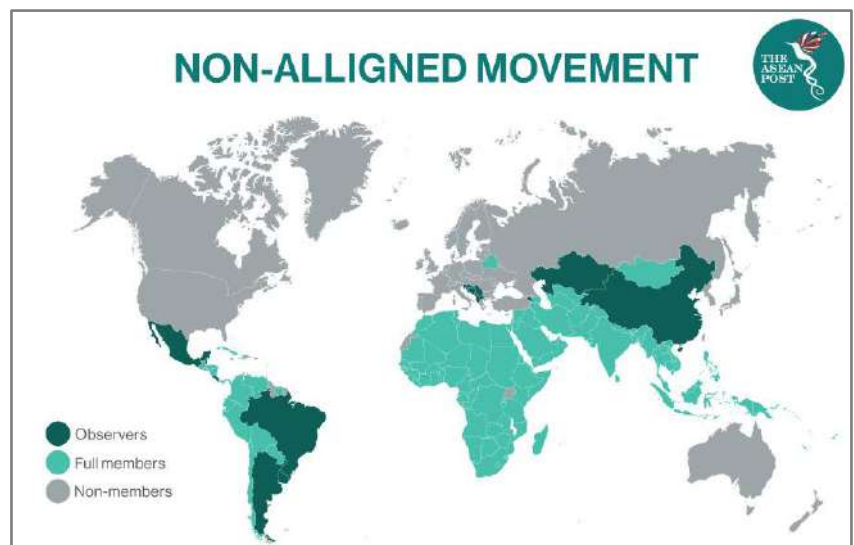 NON-ALLIGNED MOVEMENT
THE
ASEAN
POST
Observers
Full members
Non-members